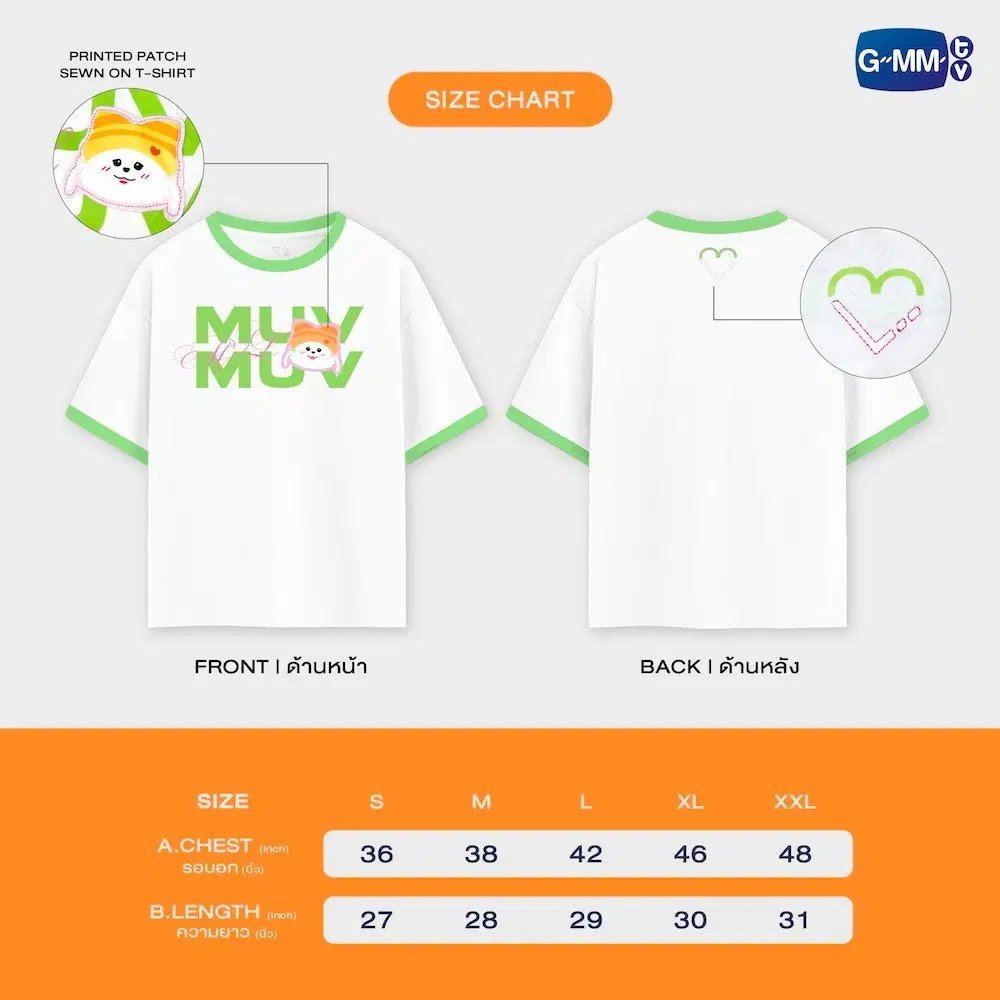 PRINTED PATCH
SEWN ON T-SHIRT
SIZE CHART
G-MM-tv
MUV
MUV
FRONT | ด้านหน้า
BACK | ด้านหลัง
SIZE S M L XL XXL
A.CHEST (inch) 36 38 42 46 48
รอบอก (นิ้ว)
B.LENGTH (inch) 27 28 29 30 31
ความยาว (นิ้ว)